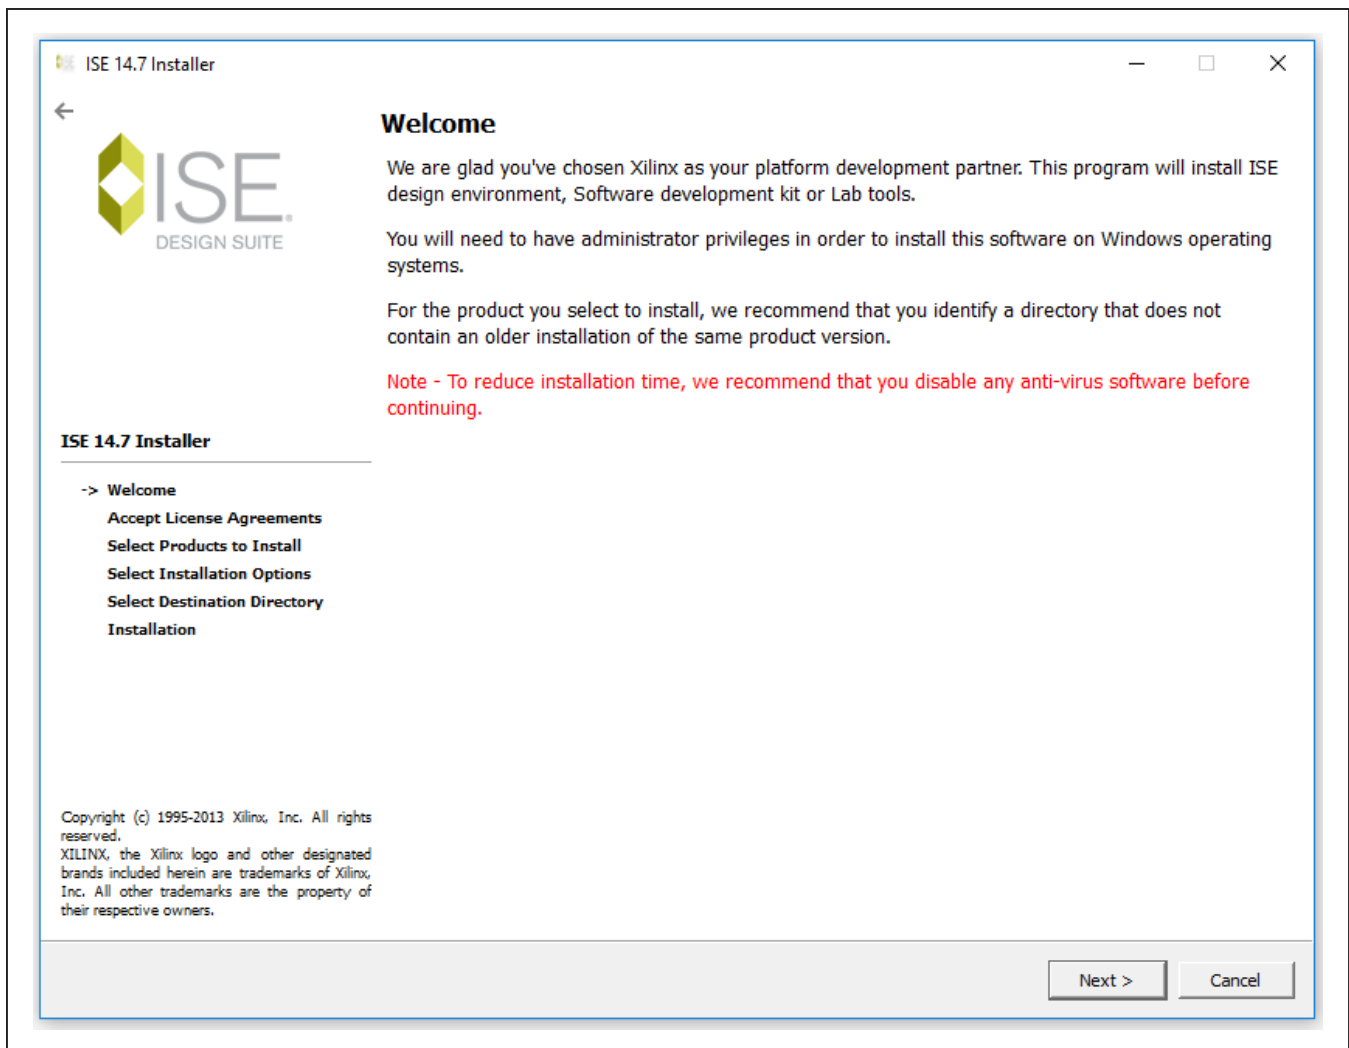 ISE 14.7 Installer
ISE.
DESIGN SUITE
Welcome
We are glad you've chosen Xilinx as your platform development partner. This program will install ISE
design environment, Software development kit or Lab tools.
You will need to have administrator privileges in order to install this software on Windows operating
systems.
For the product you select to install, we recommend that you identify a directory that does not
contain an older installation of the same product version.
Note - To reduce installation time, we recommend that you disable any anti-virus software before
continuing.
ISE 14.7 Installer
-> Welcome
Accept License Agreements
Select Products to Install
Select Installation Options
Select Destination Directory
Installation
Copyright (c) 1995-2013 Xilinx, Inc. All rights
reserved.
XILINX, the Xilinx logo and other designated
brands included herein are trademarks of Xilinx,
Inc. All other trademarks are the property of
their respective owners.
Next >
Cancel